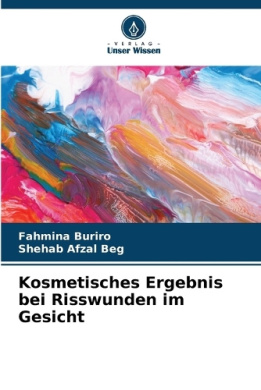 VERLAG
Unser Wissen
Fahmina Buriro
Shehab Afzal Beg
Kosmetisches Ergebnis
bei Risswunden im
Gesicht